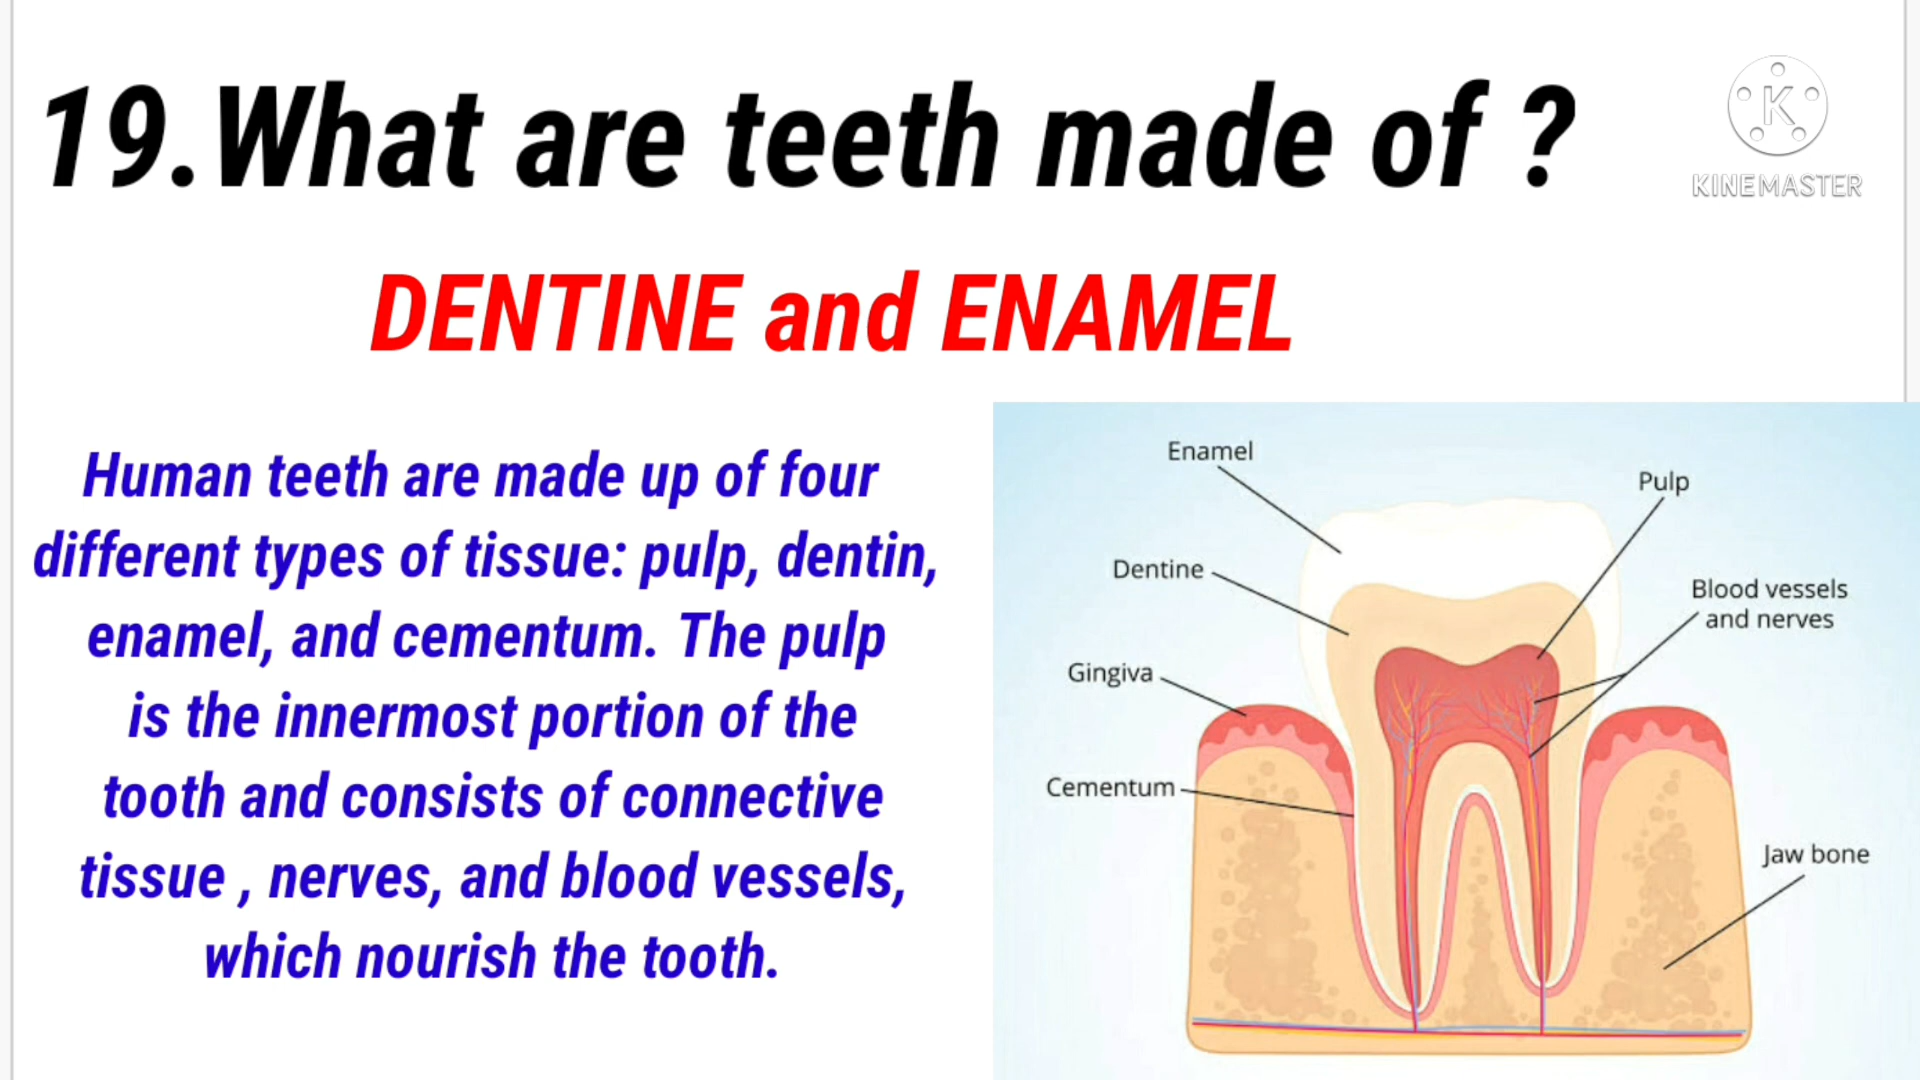 19.What are teeth made of ?
KINEMASTER
DENTINE and ENAMEL
Human teeth are made up of four
different types of tissue: pulp, dentin,
enamel, and cementum. The pulp
is the innermost portion of the
tooth and consists of connective
tissue , nerves, and blood vessels,
which nourish the tooth.
Enamel
Pulp
Dentine
Blood vessels
and nerves
Gingiva
Cementum
Jaw bone